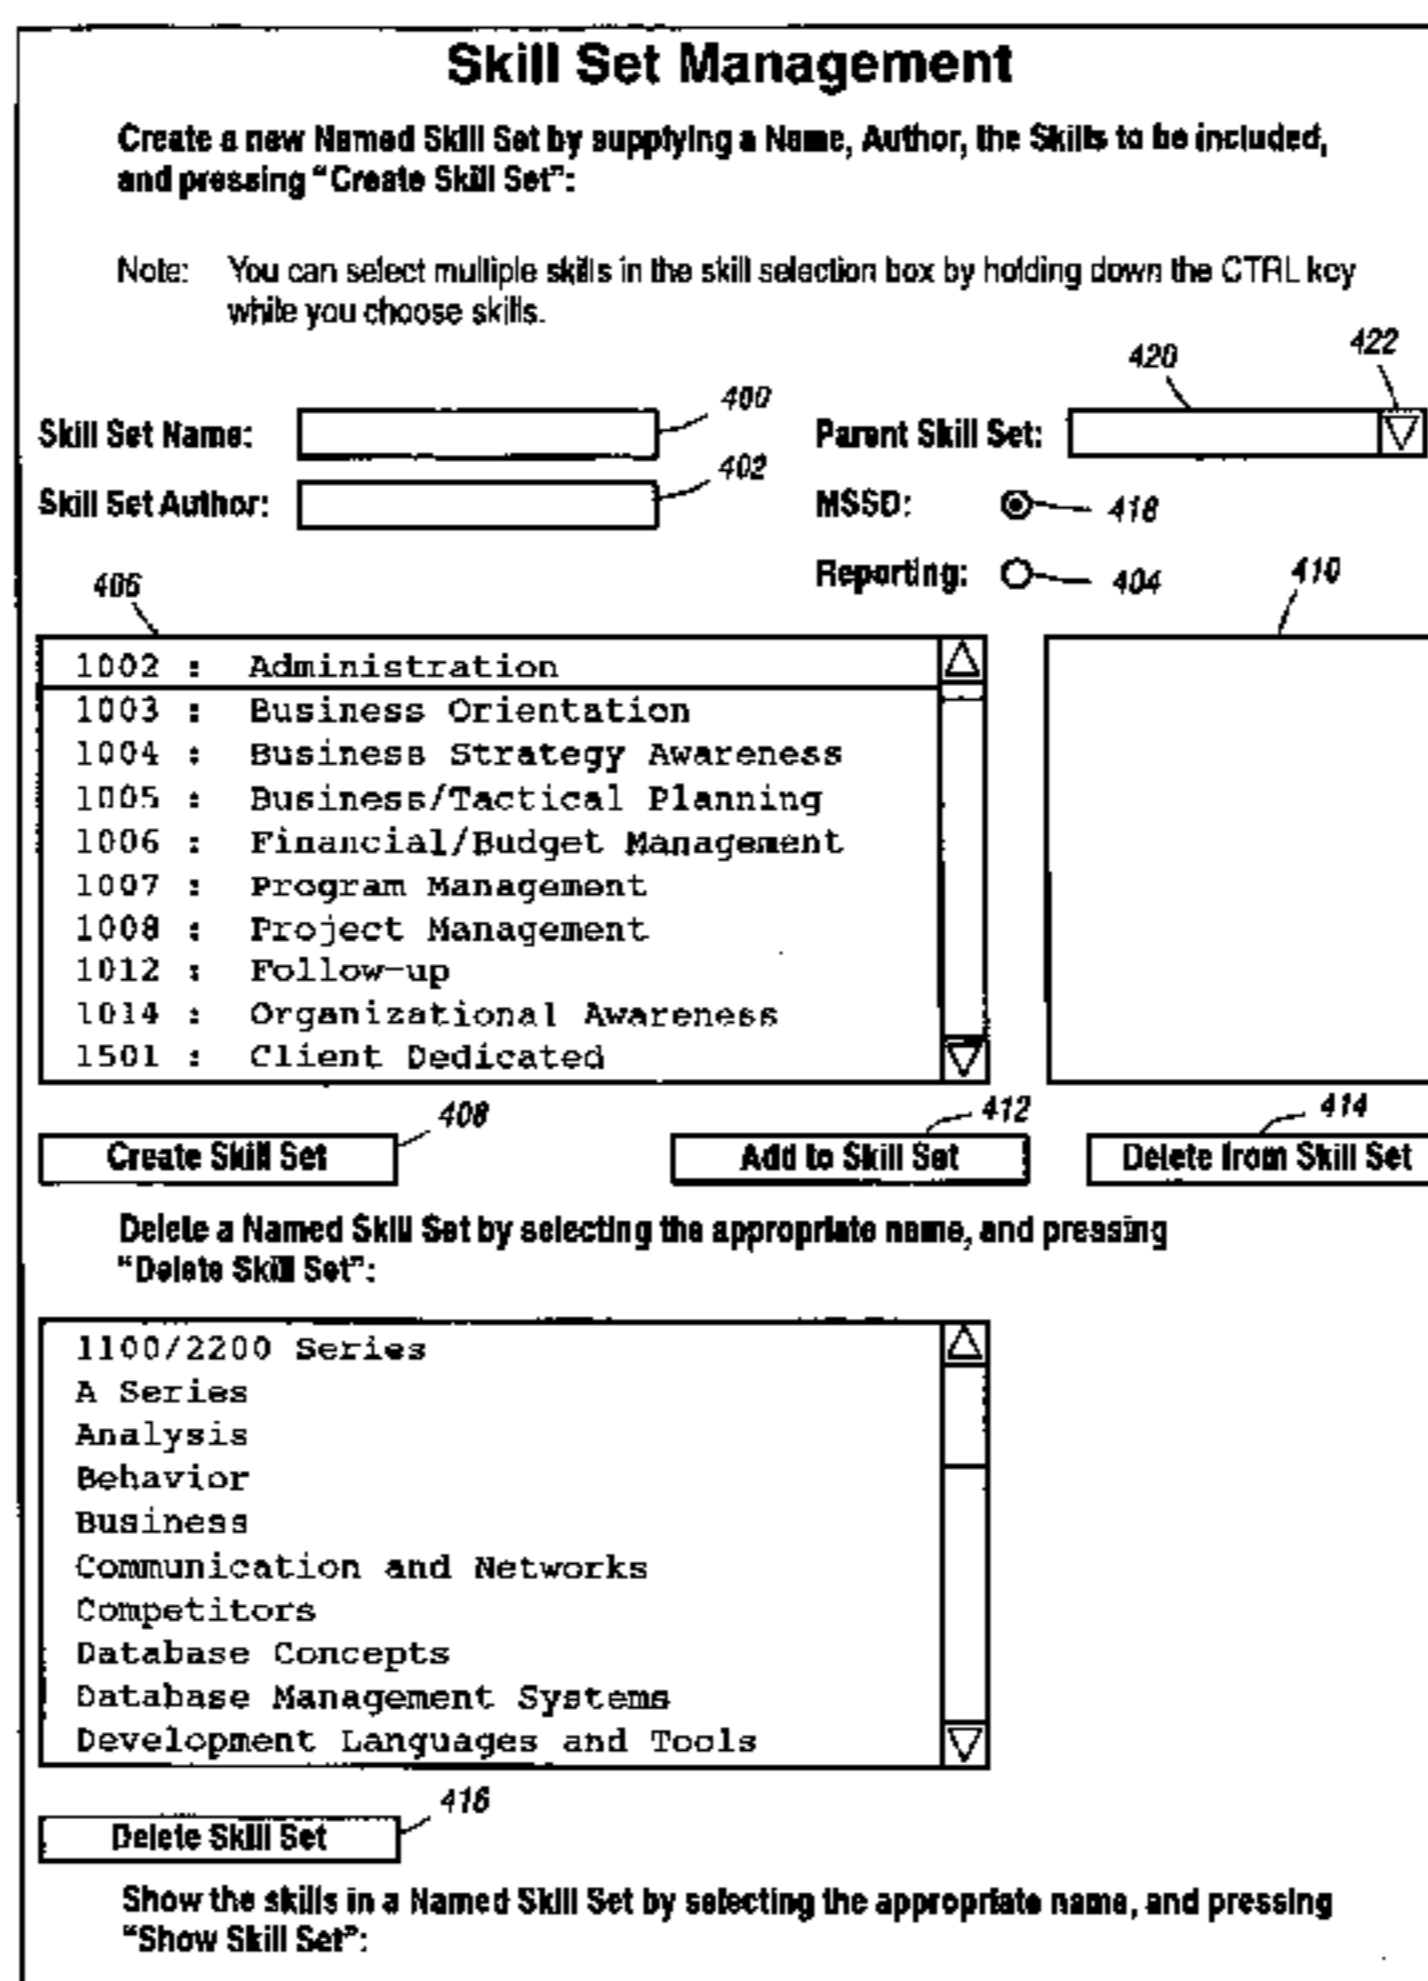 Skill Set Management
Create a new Named Skill Set by supplying a Name, Author, the Skills to be included,
and pressing “Create Skill Set”:
Note: You can select multiple skills in the skill selection box by holding down the CTRL key
while you choose skills.
420 422
Skill Set Name: 400 Parent Skill Set:
Skill Set Author: 402 MSSD: 418
Reporting: 404
406 410
1002 : Administration
1003 : Business Orientation
1004 : Business Strategy Awareness
1005 : Business/Tactical Planning
1006 : Financial/Budget Management
1007 : Program Management
1008 : Project Management
1012 : Follow-up
1014 : Organizational Awareness
1501 : Client Dedicated
408 412 414
Create Skill Set Add to Skill Set Delete from Skill Set
Delete a Named Skill Set by selecting the appropriate name, and pressing
“Delete Skill Set”:
1100/2200 Series
A Series
Analysis
Behavior
Business
Communication and Networks
Competitors
Database Concepts
Database Management Systems
Development Languages and Tools
416
Delete Skill Set
Show the skills in a Named Skill Set by selecting the appropriate name, and pressing
“Show Skill Set”: